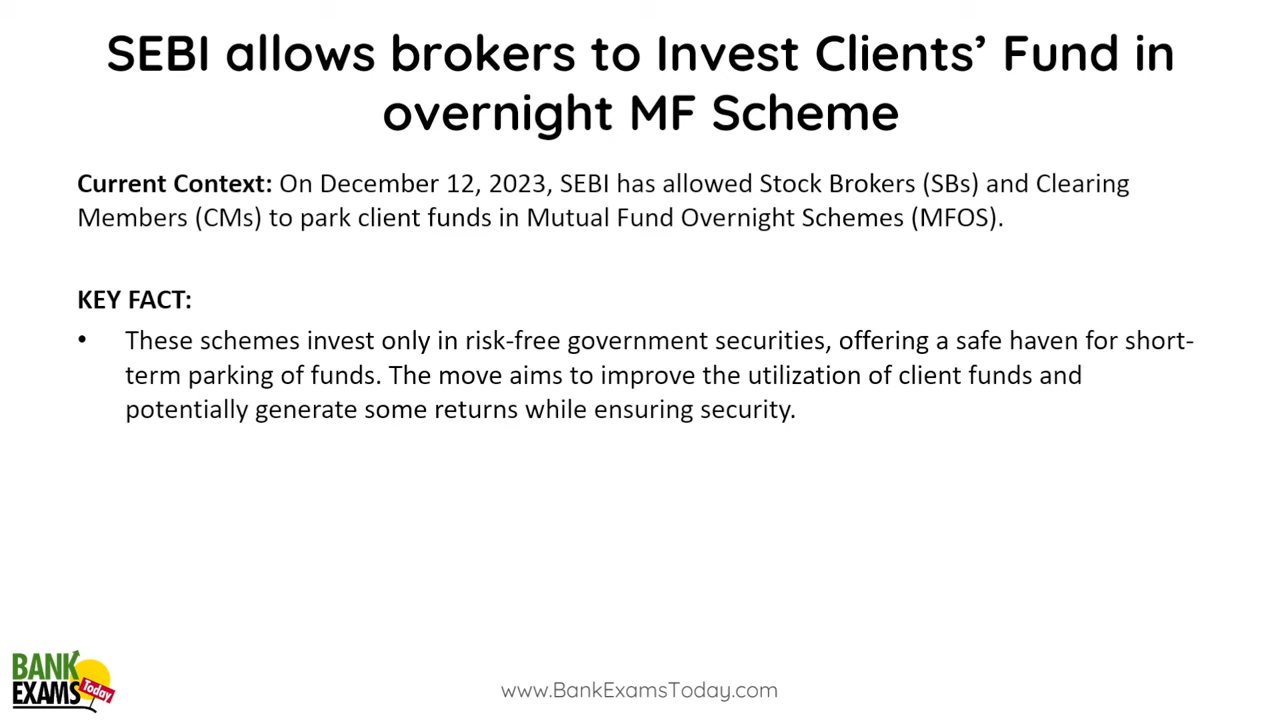 SEBI allows brokers to Invest Clients’ Fund in
overnight MF Scheme
Current Context: On December 12, 2023, SEBI has allowed Stock Brokers (SBs) and Clearing
Members (CMs) to park client funds in Mutual Fund Overnight Schemes (MFOS).
KEY FACT:
• These schemes invest only in risk-free government securities, offering a safe haven for short-
term parking of funds. The move aims to improve the utilization of client funds and
potentially generate some returns while ensuring security.
BANK
EXAMS Today
www.BankExamsToday.com